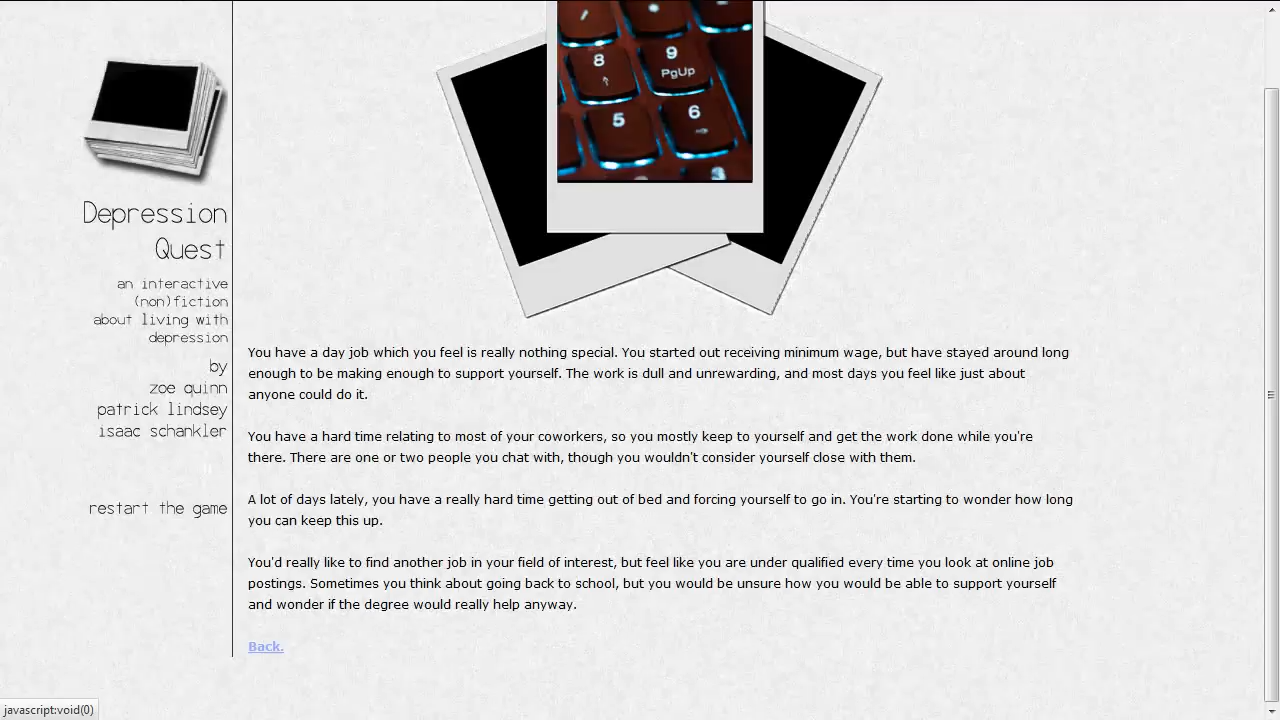 8
9
PgUp
5
6
Depression
Quest
an interactive
(non)fiction
about living with
depression
by
zoe quinn
patrick lindsey
isaac schankler
restart the game
You have a day job which you feel is really nothing special. You started out receiving minimum wage, but have stayed around long
enough to be making enough to support yourself. The work is dull and unrewarding, and most days you feel like just about
anyone could do it.
You have a hard time relating to most of your coworkers, so you mostly keep to yourself and get the work done while you're
there. There are one or two people you chat with, though you wouldn't consider yourself close with them.
A lot of days lately, you have a really hard time getting out of bed and forcing yourself to go in. You're starting to wonder how long
you can keep this up.
You'd really like to find another job in your field of interest, but feel like you are under qualified every time you look at online job
postings. Sometimes you think about going back to school, but you would be unsure how you would be able to support yourself
and wonder if the degree would really help anyway.
Back.
javascript:void(0)